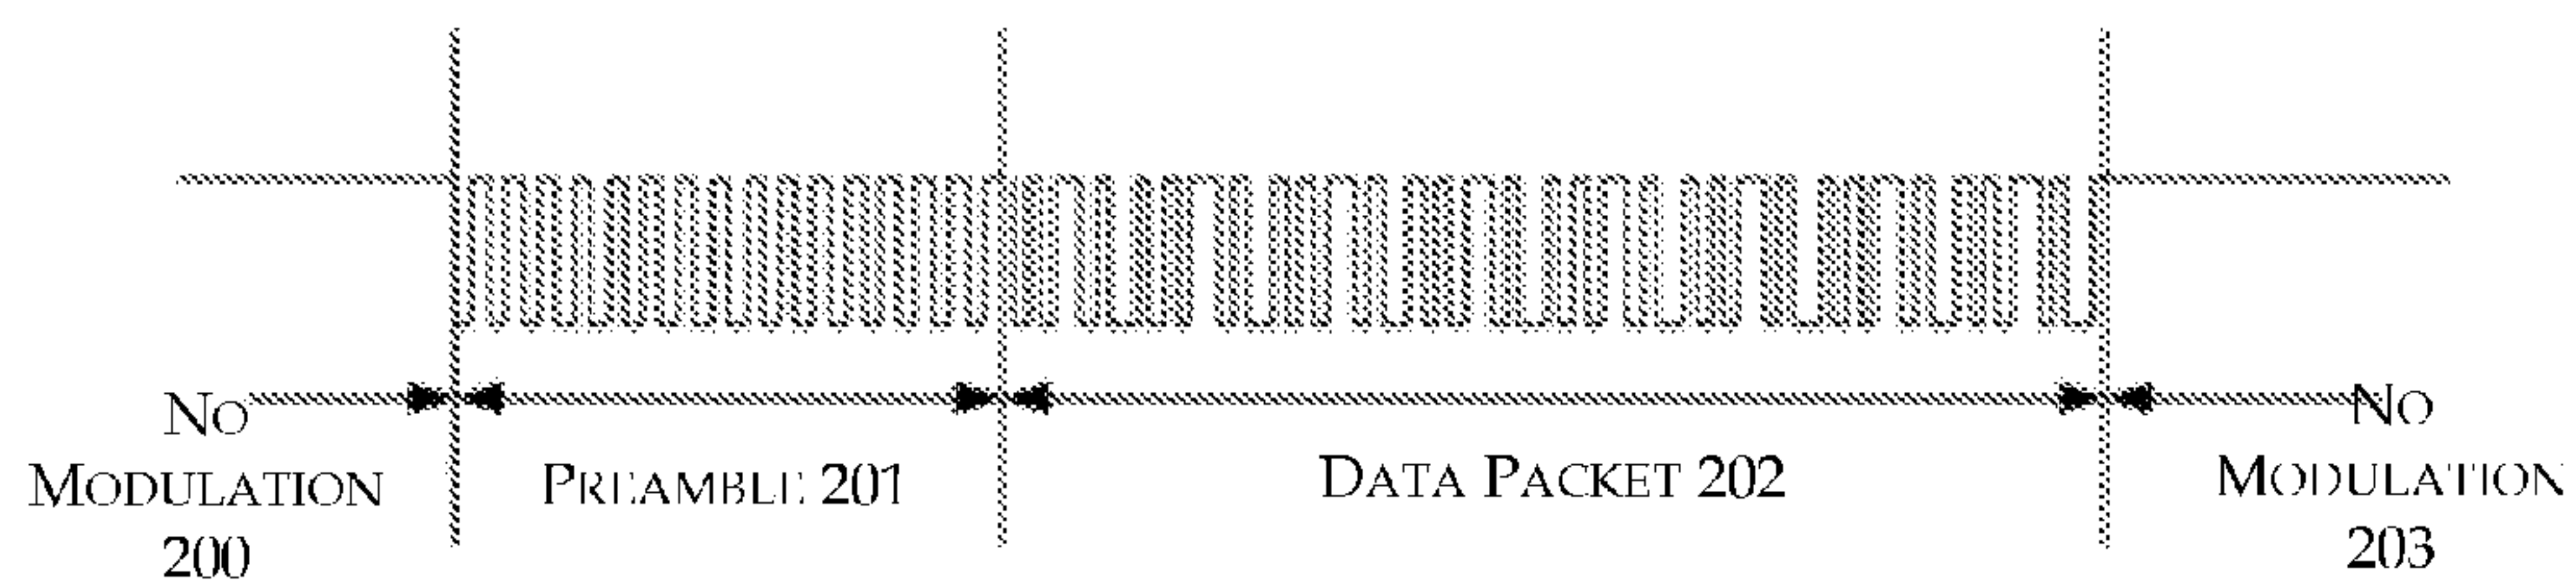 NO
MODULATION
200
PREAMBLE 201
DATA PACKET 202
NO
MODULATION
203